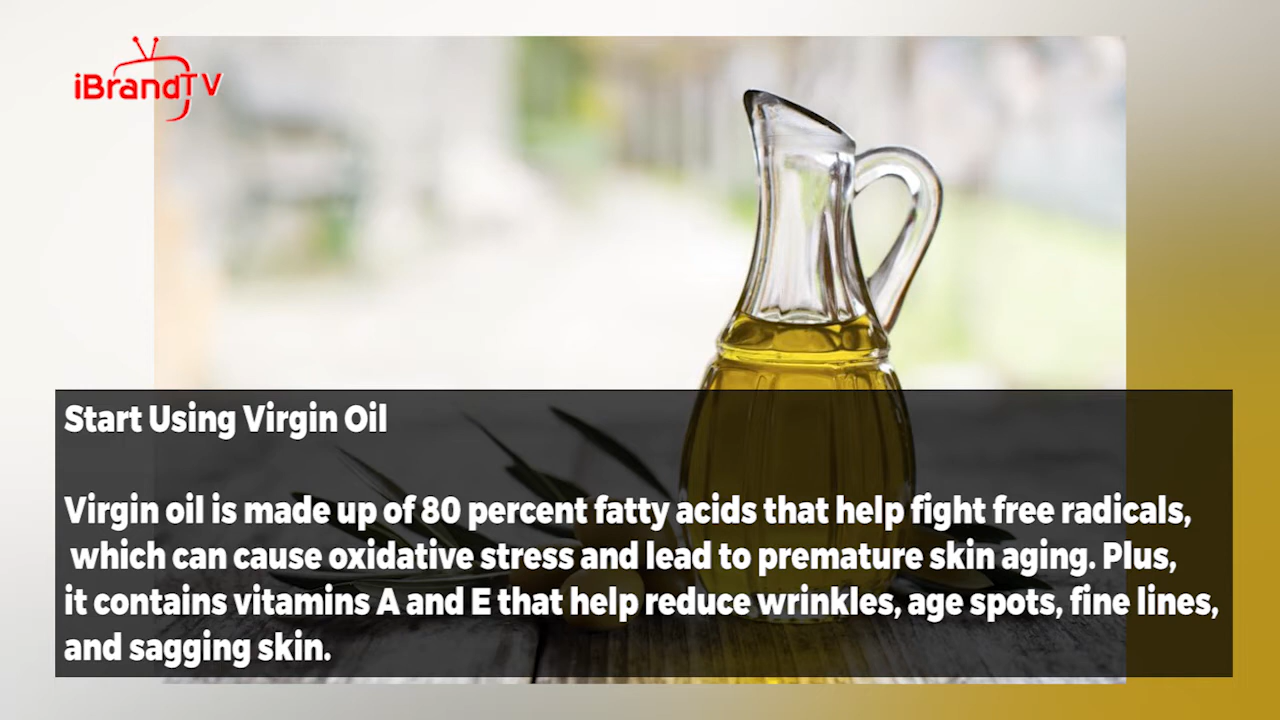 iBrandTV
Start Using Virgin Oil
Virgin oil is made up of 80 percent fatty acids that help fight free radicals,
which can cause oxidative stress and lead to premature skin aging. Plus,
it contains vitamins A and E that help reduce wrinkles, age spots, fine lines,
and sagging skin.